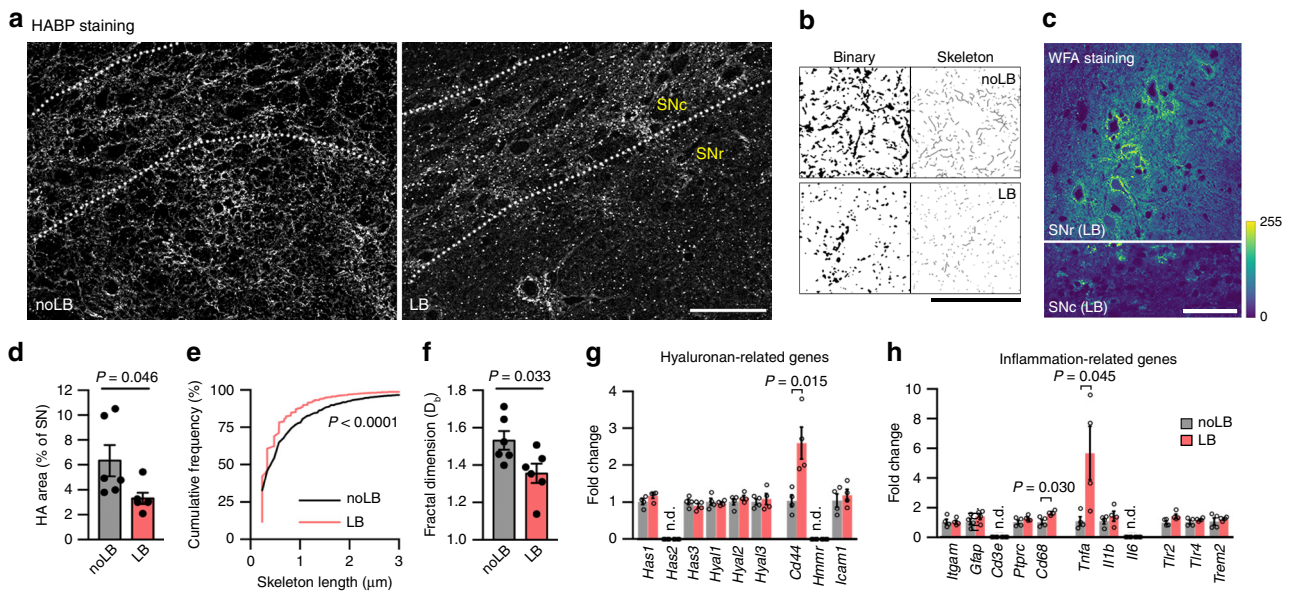 a
HABP staining
SNc
SNr
noLB
LB
b
Binary
Skeleton
noLB
LB
c
WFA staining
SNr (LB)
SNc (LB)
255
0
d
P = 0.046
HA area (% of SN)
12
10
8
6
4
2
0
noLB
LB
e
Cumulative frequency (%)
100
75
50
25
0
P < 0.0001
noLB
LB
0
1
2
3
Skeleton length (μm)
f
P = 0.033
Fractal dimension (Db)
1.8
1.6
1.4
1.2
1.0
noLB
LB
g
Hyaluronan-related genes
P = 0.015
Fold change
4
3
2
1
0
n.d.
n.d.
Has1
Has2
Has3
Hyal1
Hyal2
Hyal3
Cd44
Hmmr
Icam1
h
Inflammation-related genes
P = 0.045
noLB
LB
P = 0.030
Fold change
10
8
6
4
2
0
n.d.
n.d.
Itgam
Gfap
Cd3e
Ptprc
Cd68
Tnfa
Il1b
Il6
Tlr2
Tlr4
Trem2